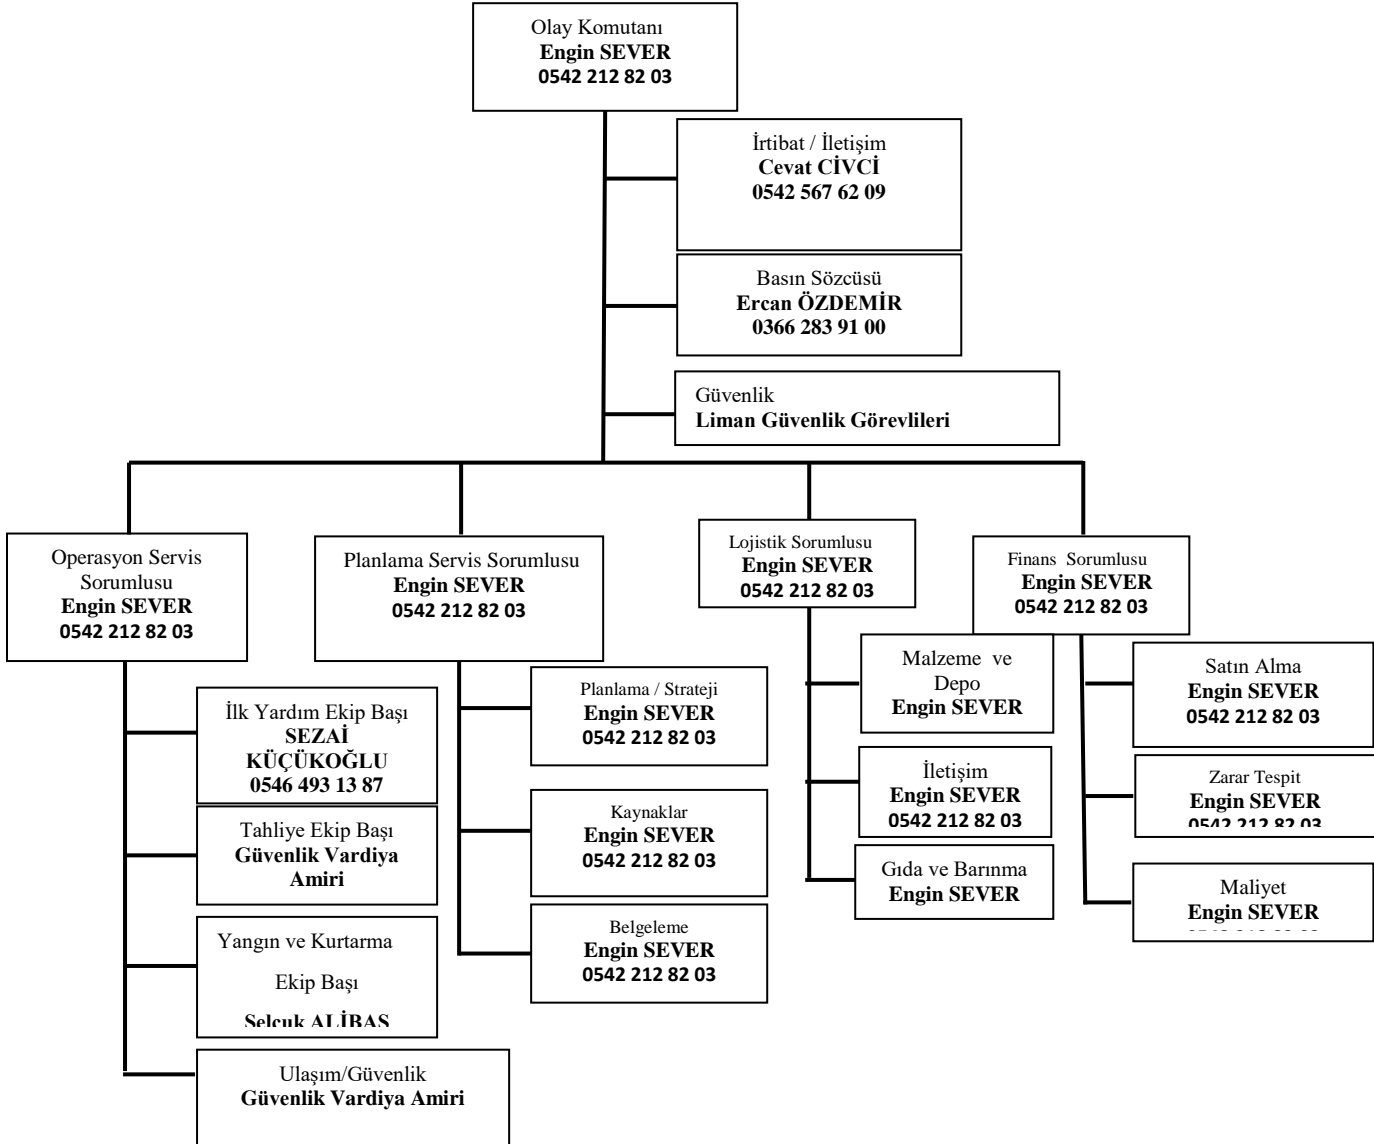 Olay Komutanı
Engin SEVER
0542 212 82 03
İrtibat / İletişim
Cevat CİVCİ
0542 567 62 09
Basın Sözcüsü
Ercan ÖZDEMİR
0366 283 91 00
Güvenlik
Liman Güvenlik Görevlileri
Operasyon Servis
Sorumlusu
Engin SEVER
0542 212 82 03
Planlama Servis Sorumlusu
Engin SEVER
0542 212 82 03
Lojistik Sorumlusu
Engin SEVER
0542 212 82 03
Finans  Sorumlusu
Engin SEVER
0542 212 82 03
İlk Yardım Ekip Başı
SEZAİ
KÜÇÜKOĞLU
0546 493 13 87
Tahliye Ekip Başı
Güvenlik Vardiya
Amiri
Yangın ve Kurtarma
Ekip Başı
Selçuk ALİBAŞ
Ulaşım/Güvenlik
Güvenlik Vardiya Amiri
Planlama / Strateji
Engin SEVER
0542 212 82 03
Kaynaklar
Engin SEVER
0542 212 82 03
Belgeleme
Engin SEVER
0542 212 82 03
Malzeme  ve
Depo
Engin SEVER
İletişim
Engin SEVER
0542 212 82 03
Gıda ve Barınma
Engin SEVER
Satın Alma
Engin SEVER
0542 212 82 03
Zarar Tespit
Engin SEVER
0542 212 82 03
Maliyet
Engin SEVER